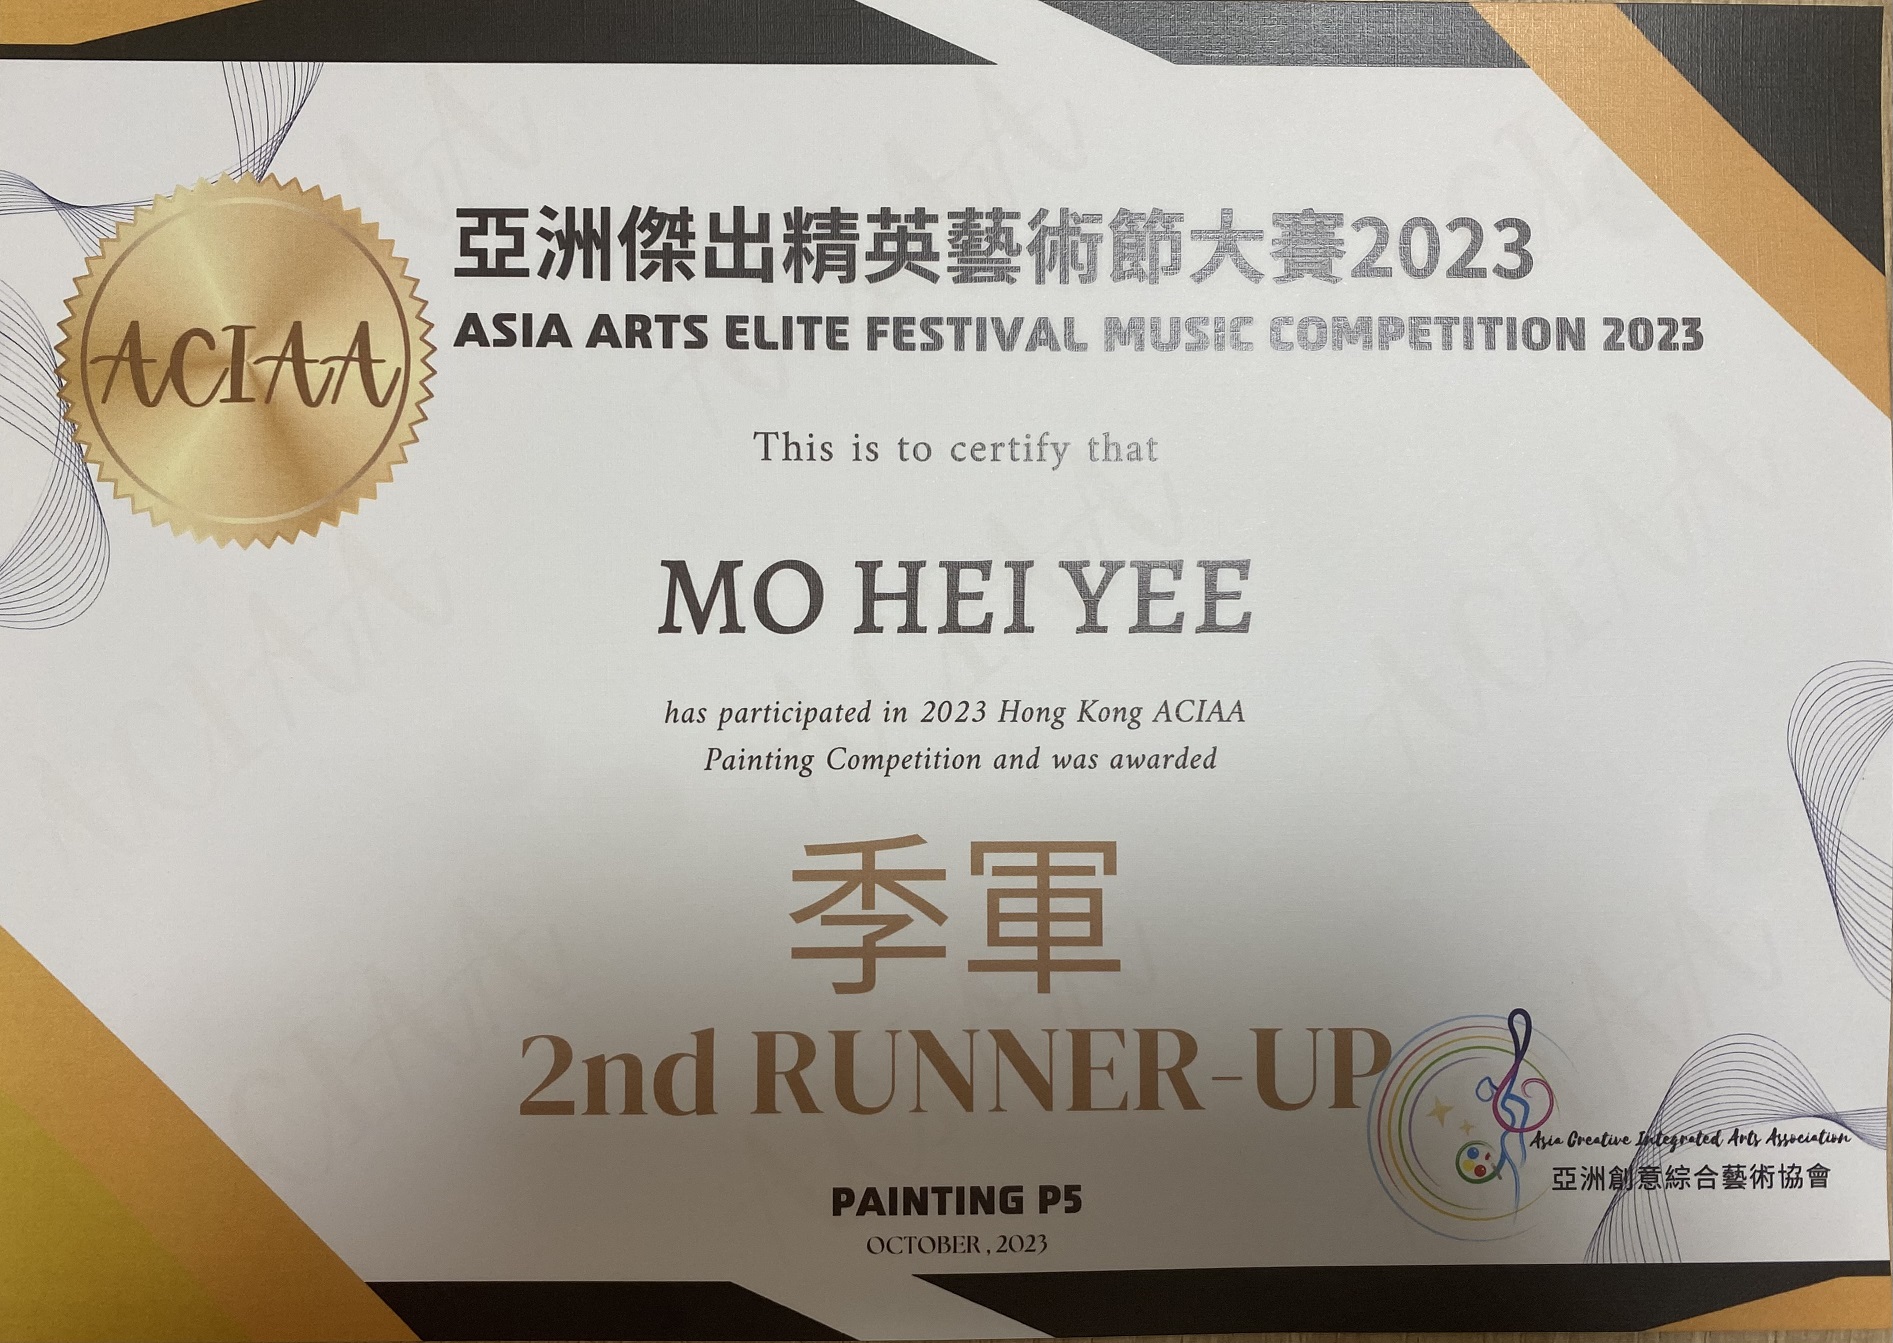 亞洲傑出精英藝術節大賽2023
ASIA ARTS ELITE FESTIVAL MUSIC COMPETITION 2023
ACIAA
This is to certify that
MO HEI YEE
has participated in 2023 Hong Kong ACIAA
Painting Competition and was awarded
季軍
2nd RUNNER-UP
Asia Creative Integrated Arts Association
亞洲創意綜合藝術協會
PAINTING P5
OCTOBER , 2023